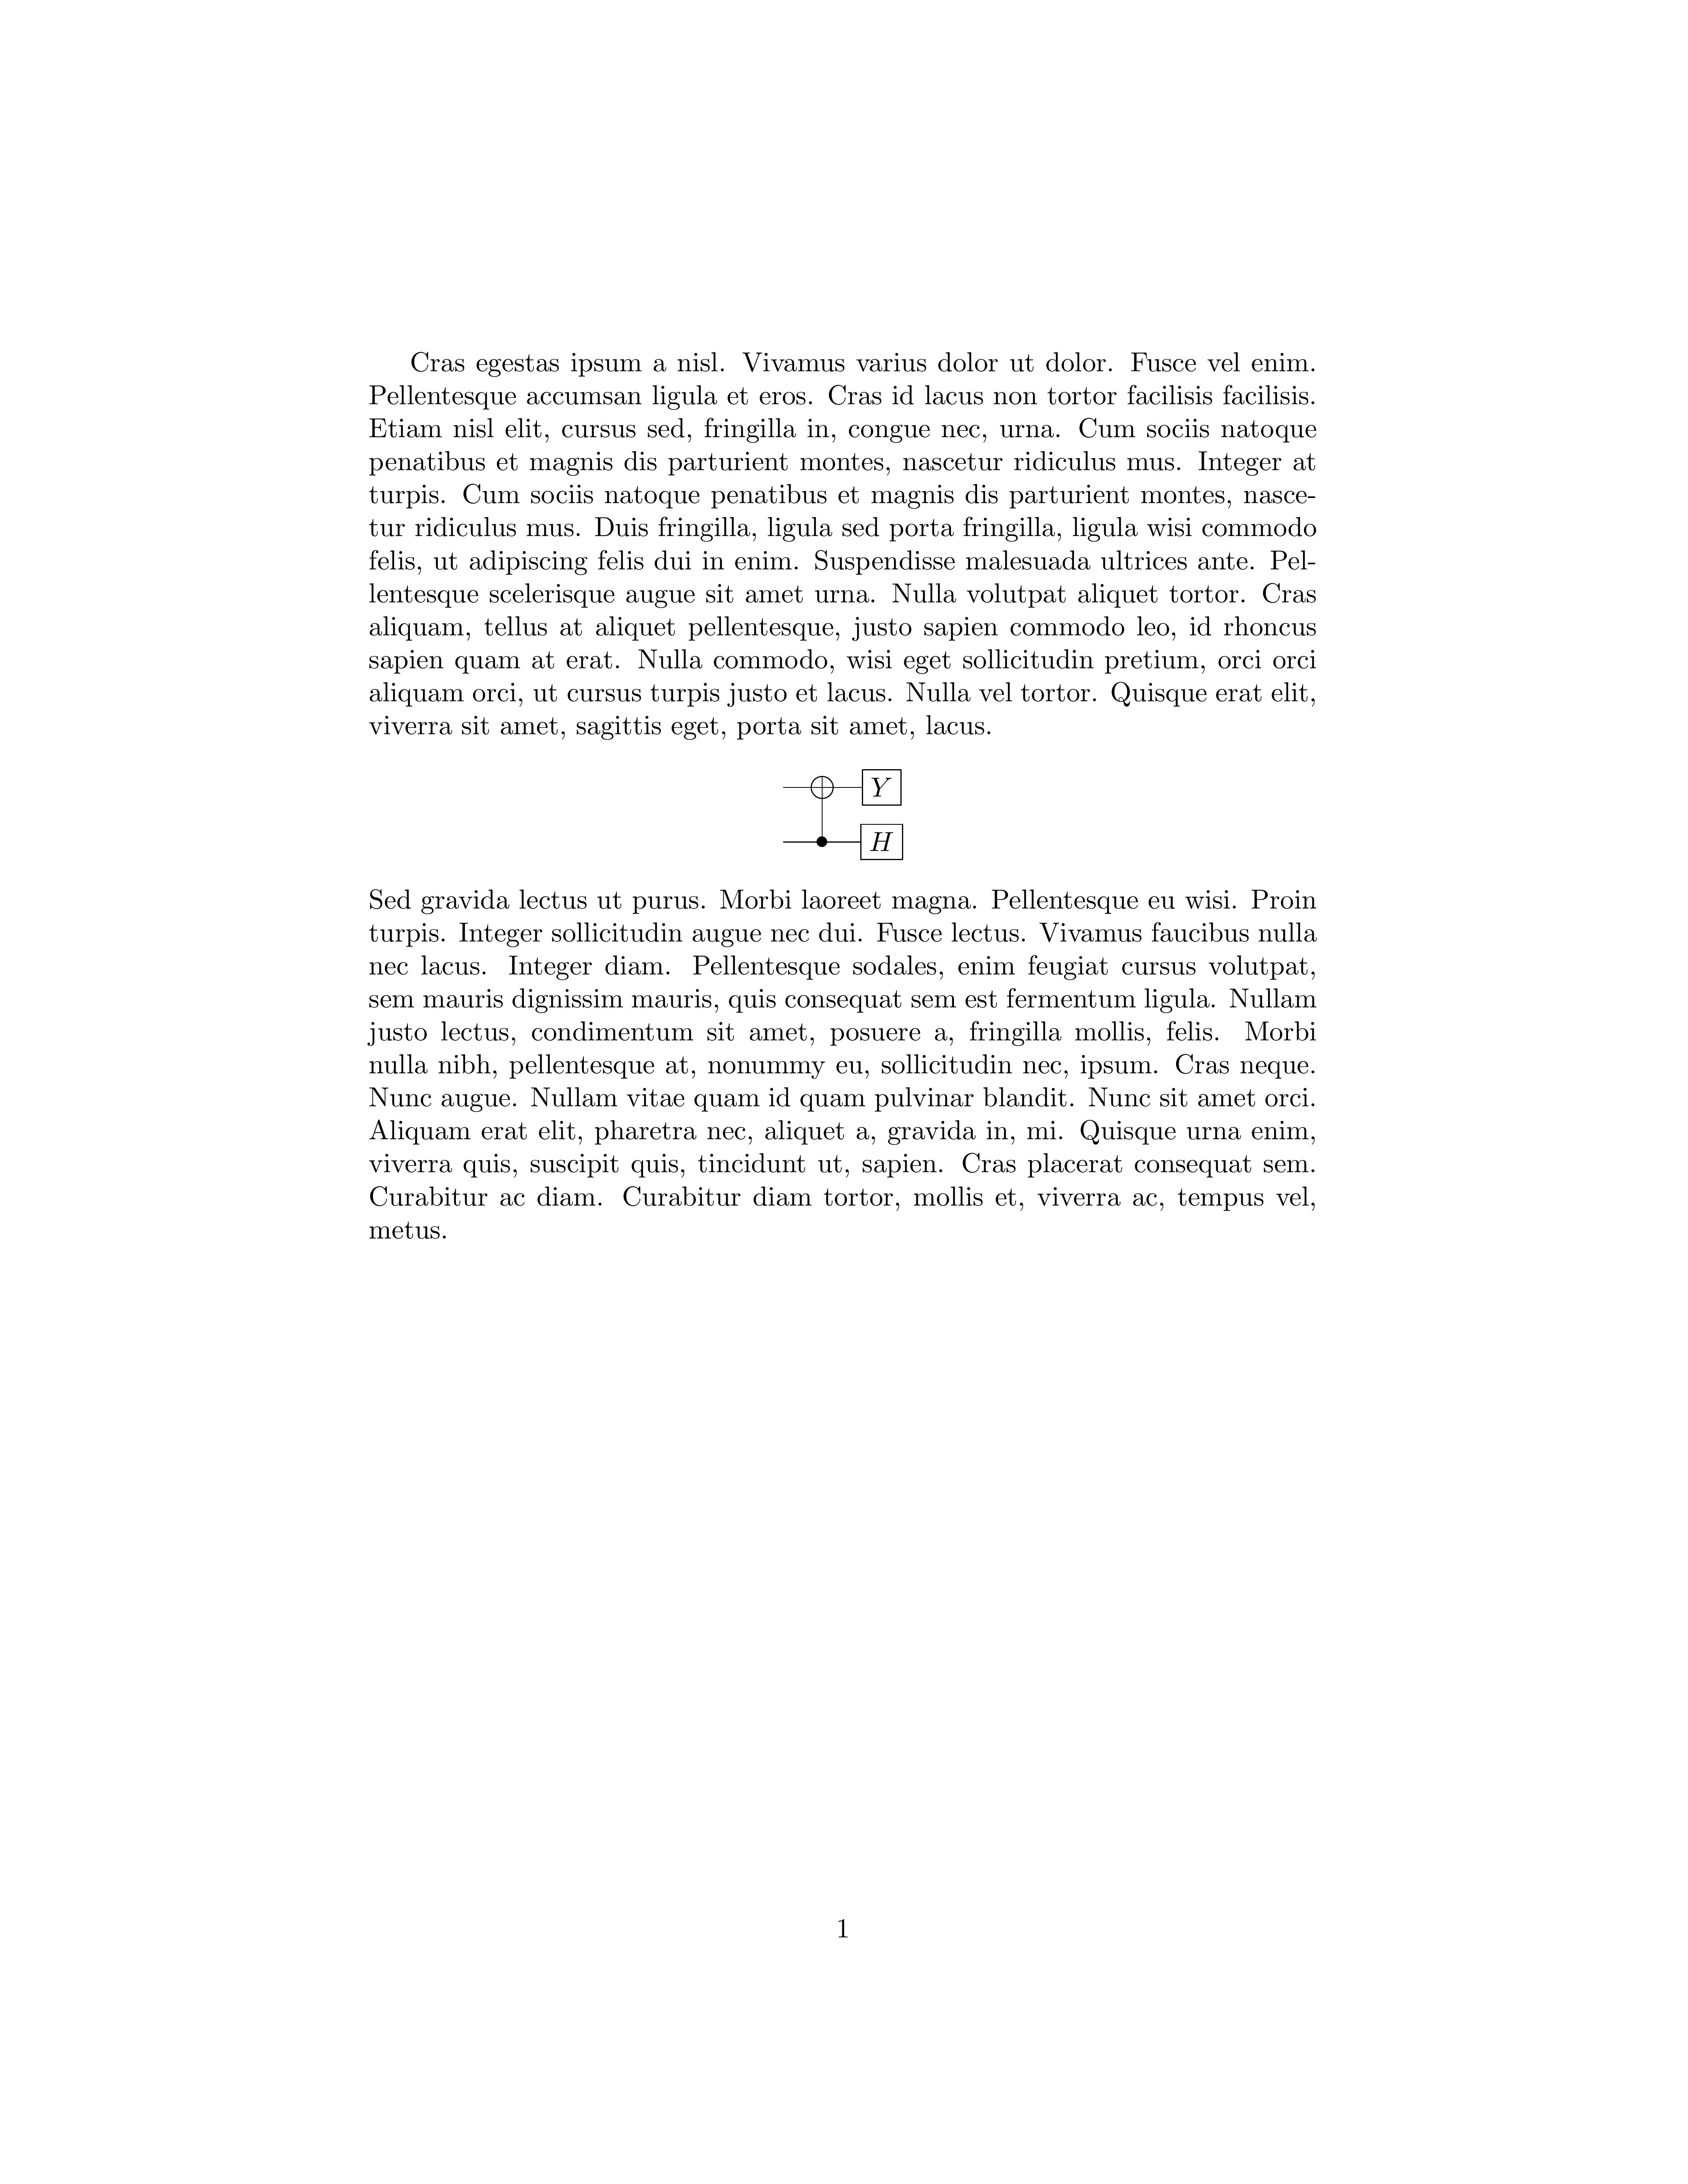 Cras egestas ipsum a nisl. Vivamus varius dolor ut dolor. Fusce vel enim.
Pellentesque accumsan ligula et eros. Cras id lacus non tortor facilisis facilisis.
Etiam nisl elit, cursus sed, fringilla in, congue nec, urna. Cum sociis natoque
penatibus et magnis dis parturient montes, nascetur ridiculus mus. Integer at
turpis. Cum sociis natoque penatibus et magnis dis parturient montes, nasce-
tur ridiculus mus. Duis fringilla, ligula sed porta fringilla, ligula wisi commodo
felis, ut adipiscing felis dui in enim. Suspendisse malesuada ultrices ante. Pel-
lentesque scelerisque augue sit amet urna. Nulla volutpat aliquet tortor. Cras
aliquam, tellus at aliquet pellentesque, justo sapien commodo leo, id rhoncus
sapien quam at erat. Nulla commodo, wisi eget sollicitudin pretium, orci orci
aliquam orci, ut cursus turpis justo et lacus. Nulla vel tortor. Quisque erat elit,
viverra sit amet, sagittis eget, porta sit amet, lacus.
Y
H
Sed gravida lectus ut purus. Morbi laoreet magna. Pellentesque eu wisi. Proin
turpis. Integer sollicitudin augue nec dui. Fusce lectus. Vivamus faucibus nulla
nec lacus. Integer diam. Pellentesque sodales, enim feugiat cursus volutpat,
sem mauris dignissim mauris, quis consequat sem est fermentum ligula. Nullam
justo lectus, condimentum sit amet, posuere a, fringilla mollis, felis. Morbi
nulla nibh, pellentesque at, nonummy eu, sollicitudin nec, ipsum. Cras neque.
Nunc augue. Nullam vitae quam id quam pulvinar blandit. Nunc sit amet orci.
Aliquam erat elit, pharetra nec, aliquet a, gravida in, mi. Quisque urna enim,
viverra quis, suscipit quis, tincidunt ut, sapien. Cras placerat consequat sem.
Curabitur ac diam. Curabitur diam tortor, mollis et, viverra ac, tempus vel,
metus.
1